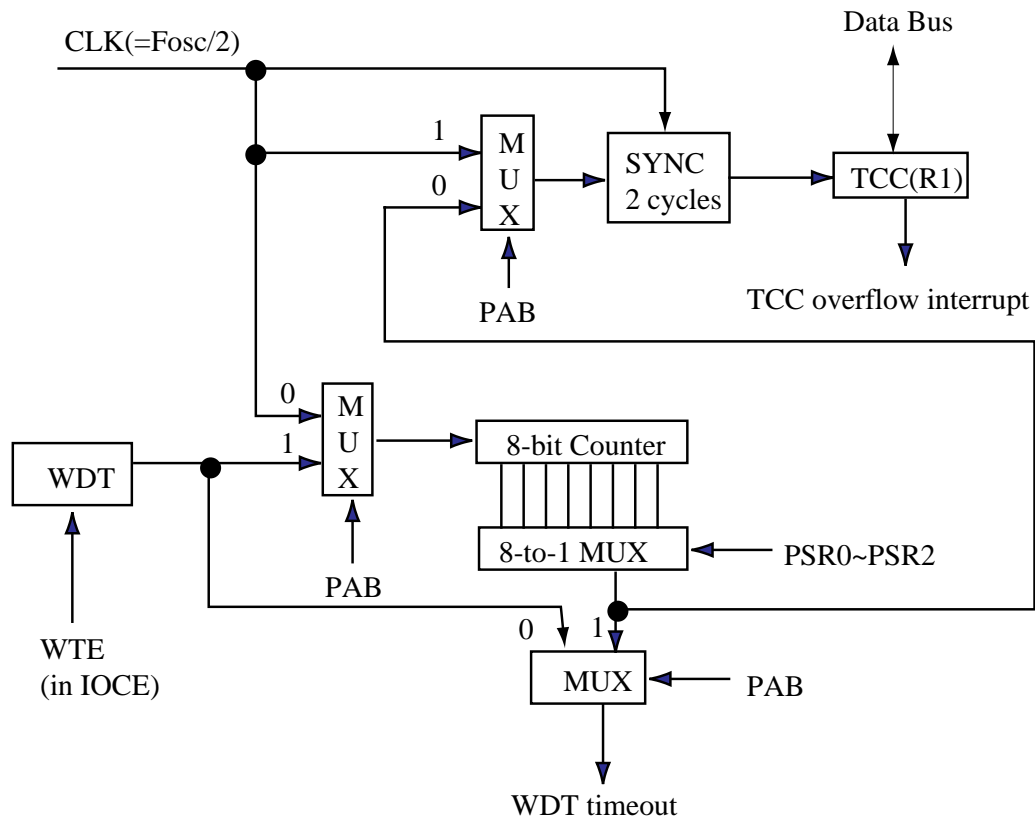 Data Bus
CLK(=Fosc/2)
1
0
M
U
X
SYNC
2 cycles
TCC(R1)
PAB
TCC overflow interrupt
0
1
M
U
X
8-bit Counter
WDT
8-to-1 MUX
PSR0~PSR2
PAB
0
1
WTE
(in IOCE)
MUX
PAB
WDT timeout